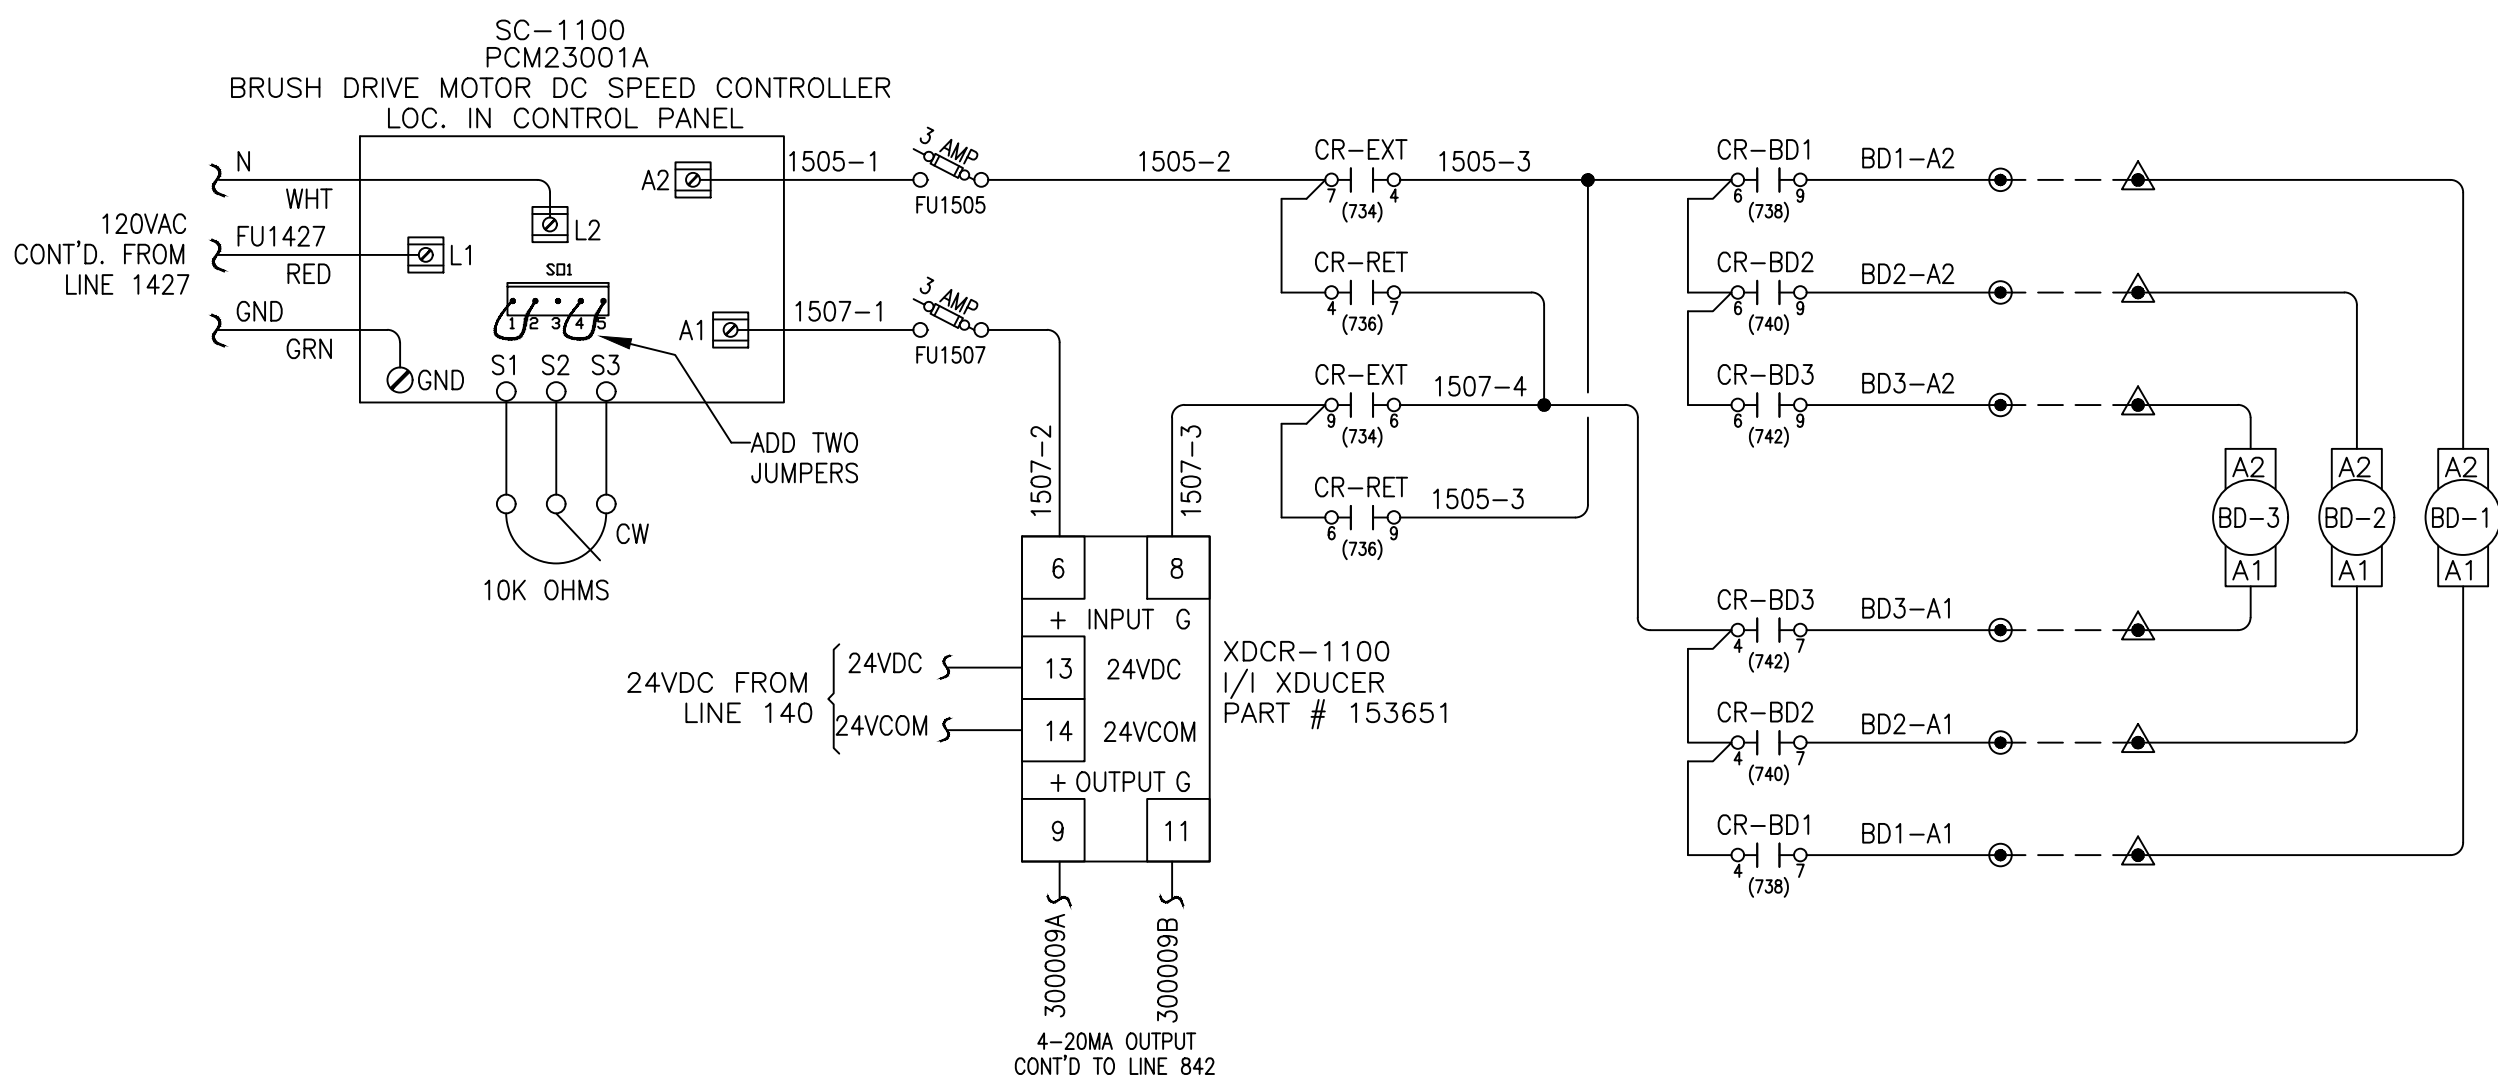 SC-1100
PCM23001A
BRUSH DRIVE MOTOR DC SPEED CONTROLLER
LOC. IN CONTROL PANEL
N
WHT
120VAC
CONT'D. FROM
LINE 1427
FU1427
RED
GND
GRN
L1
L2
A2
A1
GND
SO1
1 2 3 4 5
S1 S2 S3
ADD TWO
JUMPERS
CW
10K OHMS
1505-1
3 AMP
FU1505
1505-2
1507-1
3 AMP
FU1507
1507-2
1507-3
CR-EXT
7 4
(734)
1505-3
CR-RET
4 7
(736)
CR-EXT
9 6
(734)
1507-4
CR-RET
6 9
(736)
1505-3
CR-BD1
6 9
(738)
BD1-A2
CR-BD2
6 9
(740)
BD2-A2
CR-BD3
6 9
(742)
BD3-A2
A2 A2 A2
BD-3 BD-2 BD-1
A1 A1 A1
CR-BD3
4 7
(742)
BD3-A1
CR-BD2
4 7
(740)
BD2-A1
CR-BD1
4 7
(738)
BD1-A1
6 8
+ INPUT G
13 24VDC
14 24VCOM
+ OUTPUT G
9 11
24VDC FROM
LINE 140
24VDC
24VCOM
XDCR-1100
I/I XDUCER
PART # 153651
300009A
300009B
4-20MA OUTPUT
CONT'D TO LINE 842